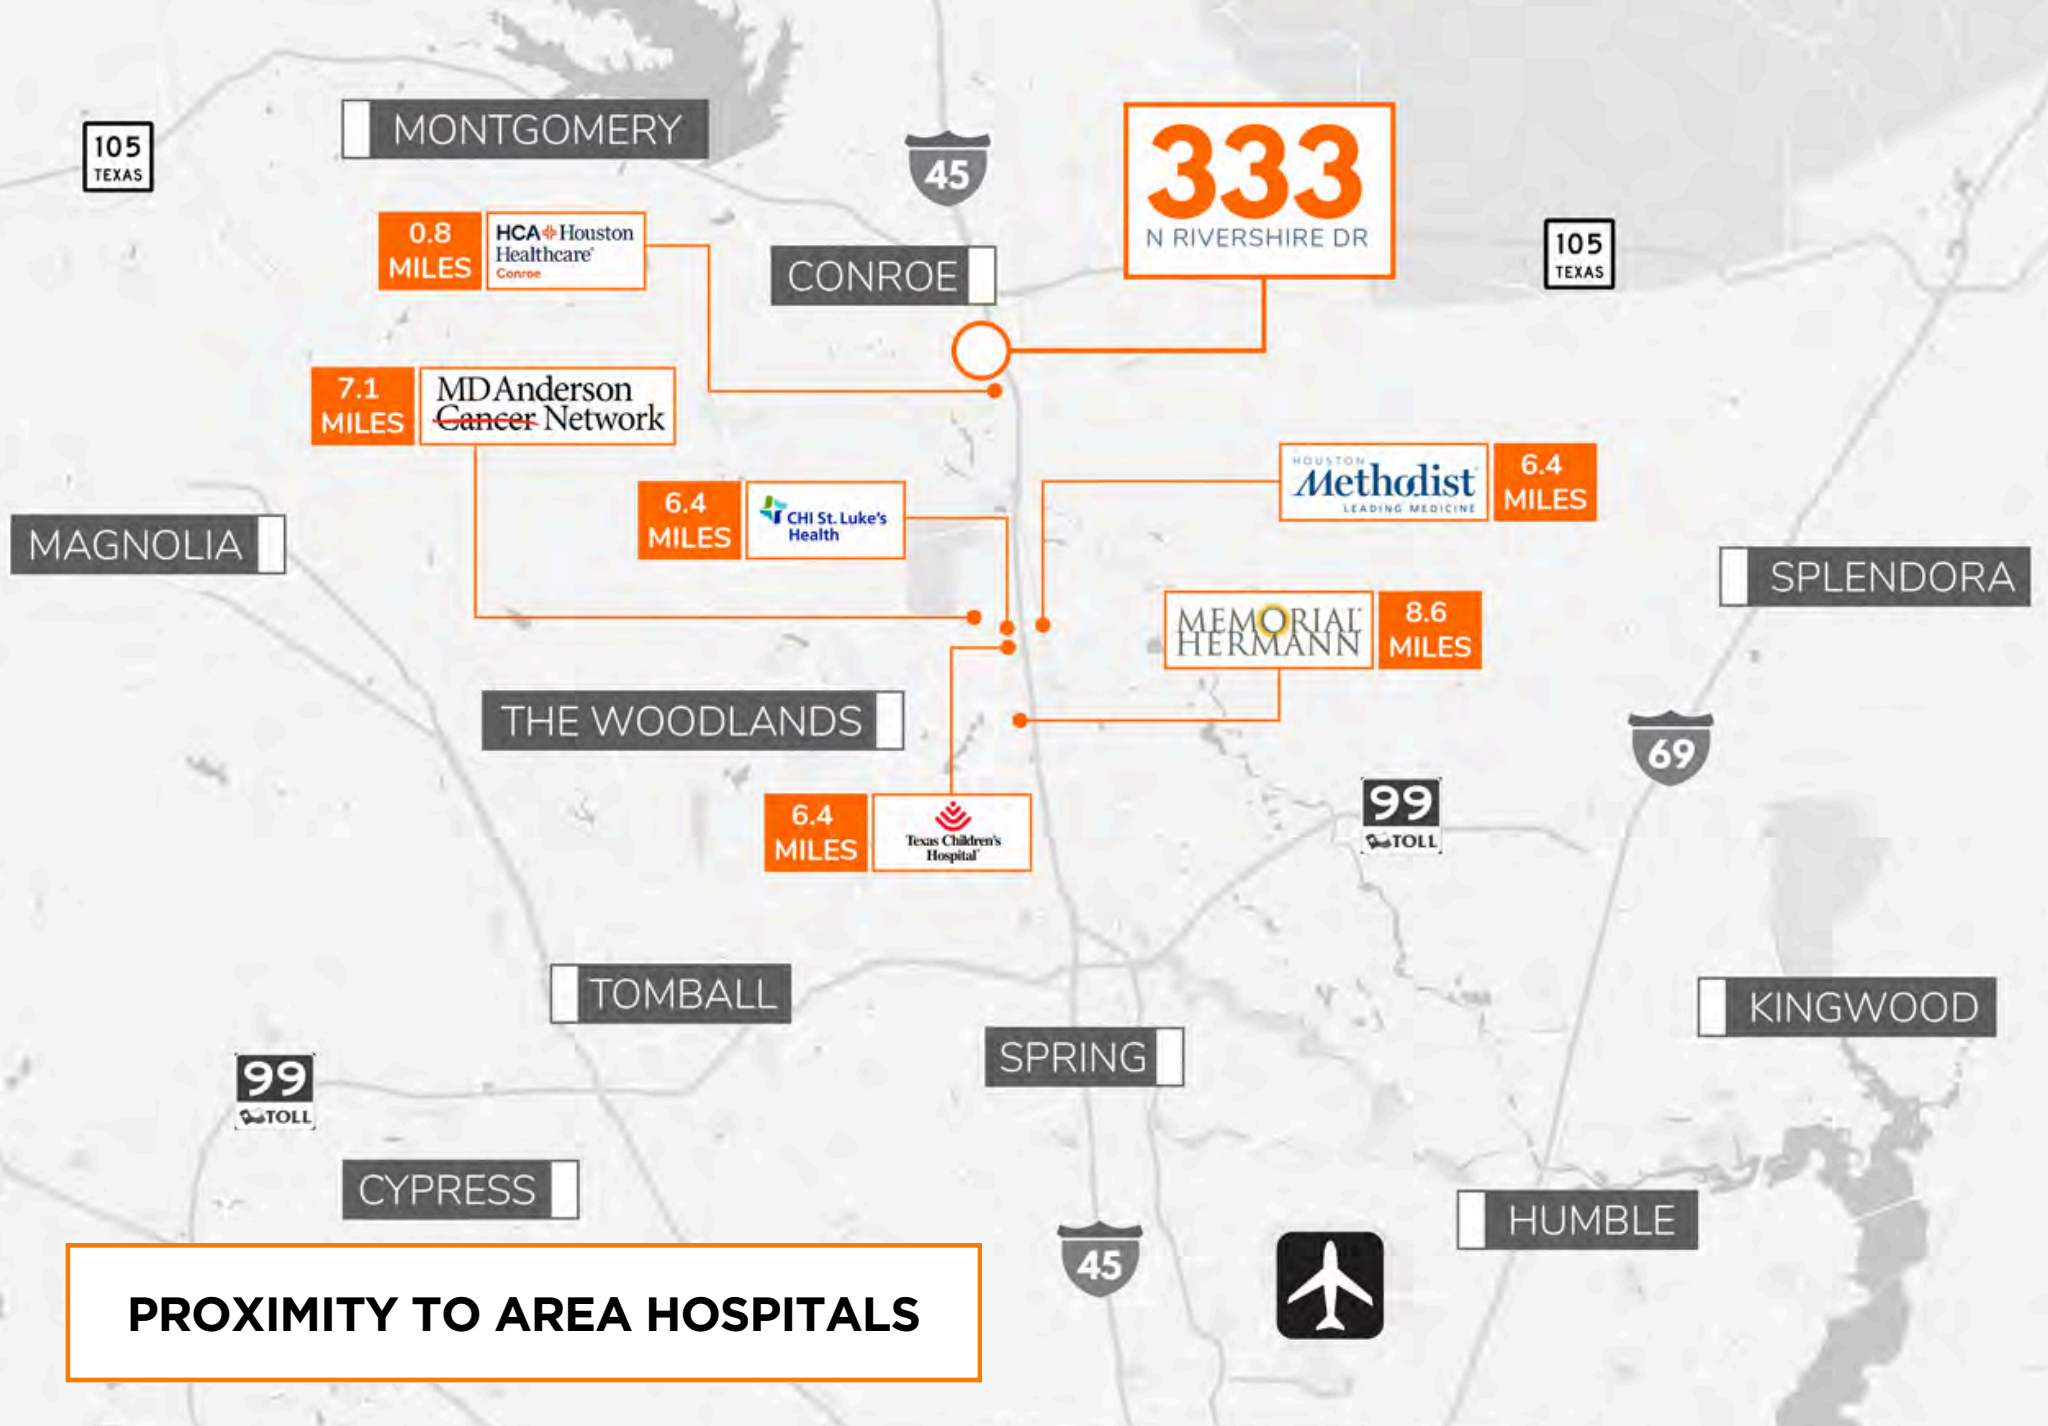 MONTGOMERY
105
TEXAS
45
333
N RIVERSHIRE DR
0.8
MILES
HCA Houston
Healthcare
Conroe
CONROE
105
TEXAS
7.1
MILES
MD Anderson
Cancer Network
HOUSTON
Methodist
LEADING MEDICINE
6.4
MILES
6.4
MILES
CHI St. Luke's
Health
MAGNOLIA
SPLENDORA
MEMORIAL
HERMANN
8.6
MILES
THE WOODLANDS
69
6.4
MILES
Texas Children's
Hospital
99
TOLL
TOMBALL
KINGWOOD
SPRING
99
TOLL
CYPRESS
HUMBLE
45
PROXIMITY TO AREA HOSPITALS